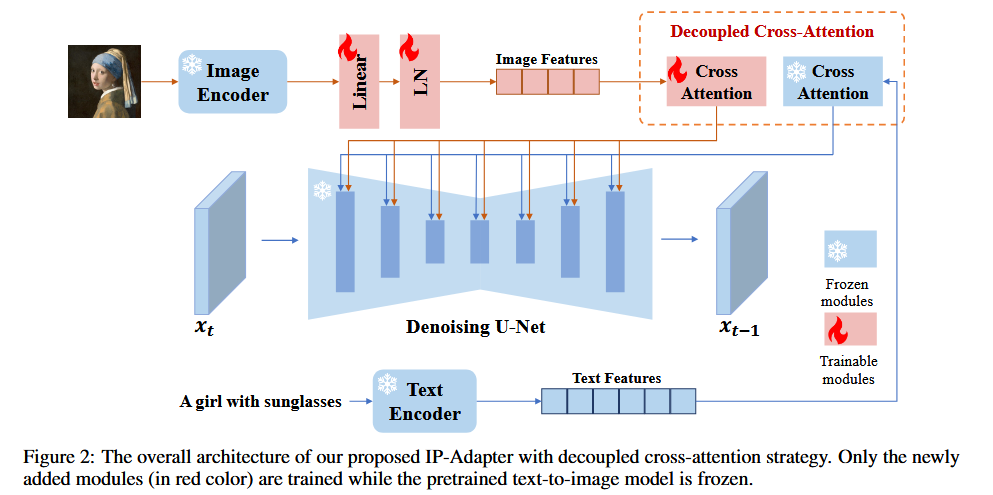 Decoupled Cross-Attention
Image
Encoder
Linear
LN
Image Features
Cross
Attention
Cross
Attention
x_t
Denoising U-Net
x_{t-1}
Frozen
modules
Trainable
modules
A girl with sunglasses
Text
Encoder
Text Features
Figure 2: The overall architecture of our proposed IP-Adapter with decoupled cross-attention strategy. Only the newly
added modules (in red color) are trained while the pretrained text-to-image model is frozen.